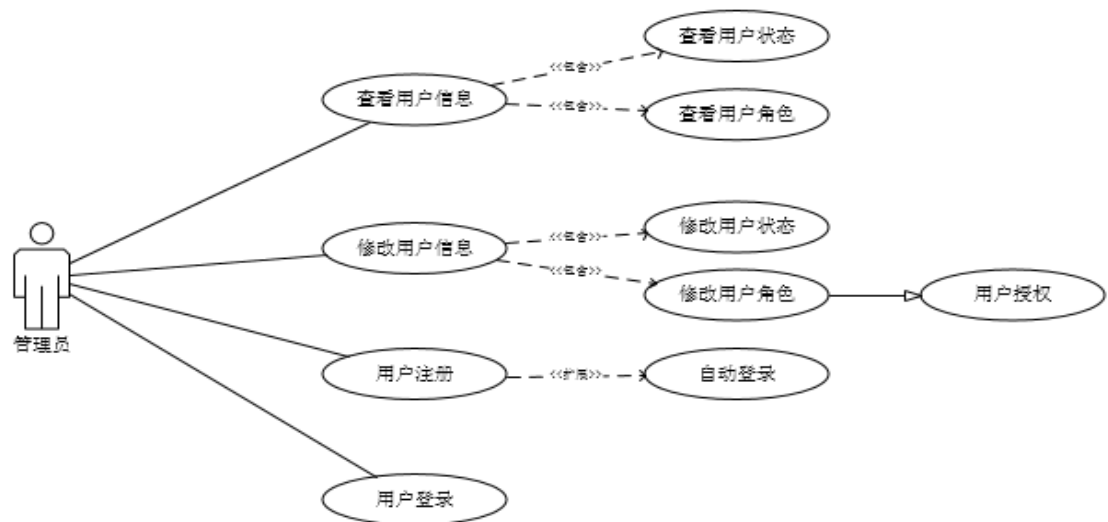 查看用户状态
<<包含>>
查看用户信息
<<包含>>
查看用户角色
修改用户状态
<<包含>>
修改用户信息
<<包含>>
修改用户角色
用户授权
管理员
用户注册
<<扩展>>
自动登录
用户登录